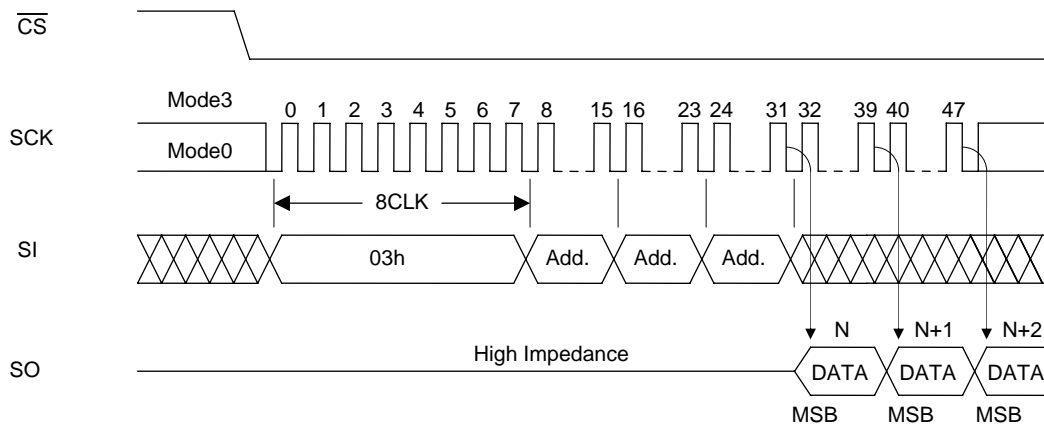 CS
Mode3
0 1 2 3 4 5 6 7 8 15 16 23 24 31 32 39 40 47
SCK
Mode0
8CLK
SI
03h Add. Add. Add.
N N+1 N+2
High Impedance
SO
DATA DATA DATA
MSB MSB MSB